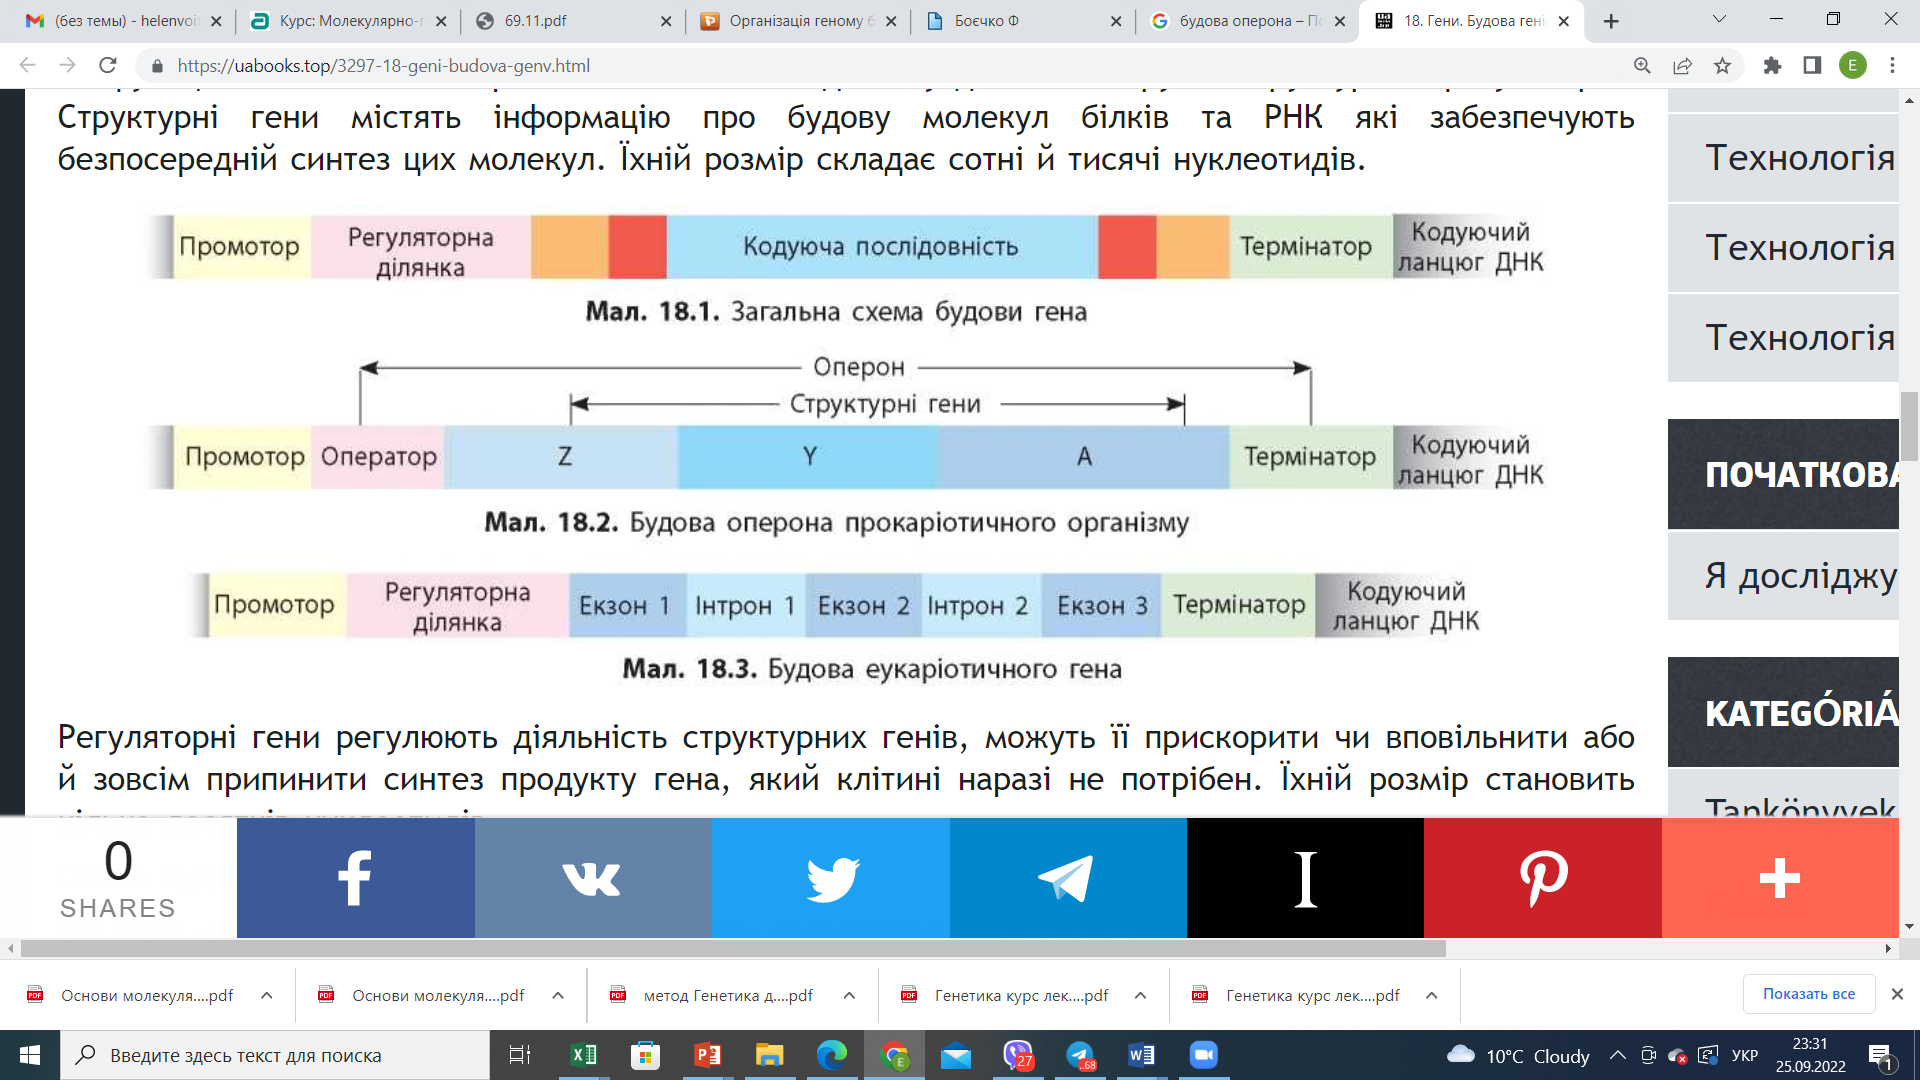 (без темы) - helenvoi
Курс: Молекулярно-
69.11.pdf
Організація геному
Боєчко Ф
будова оперона – По
18. Гени. Будова гені
https://uabooks.top/3297-18-geni-budova-genv.html
E
Структурні гени містять інформацію про будову молекул білків та РНК які забезпечують
безпосередній синтез цих молекул. Їхній розмір складає сотні й тисячі нуклеотидів.
Промотор
Регуляторна
ділянка
Кодуюча послідовність
Термінатор
Кодуючий
ланцюг ДНК
Мал. 18.1. Загальна схема будови гена
Оперон
Структурні гени
Промотор
Оператор
Z
Y
A
Термінатор
Кодуючий
ланцюг ДНК
Мал. 18.2. Будова оперона прокаріотичного організму
Промотор
Регуляторна
ділянка
Екзон 1
Інтрон 1
Екзон 2
Інтрон 2
Екзон 3
Термінатор
Кодуючий
ланцюг ДНК
Мал. 18.3. Будова еукаріотичного гена
Регуляторні гени регулюють діяльність структурних генів, можуть її прискорити чи вповільнити або
й зовсім припинити синтез продукту гена, який клітині наразі не потрібен. Їхній розмір становить
Технологія
Технологія
Технологія
ПОЧАТКОВА
Я досліджу
KATEGÓRIÁ
Tankönyvek
0
SHARES
Основи молекуля....pdf
Основи молекуля....pdf
метод Генетика д....pdf
Генетика курс лек....pdf
Генетика курс лек....pdf
Показать все
Введите здесь текст для поиска
27
..68
10°C Cloudy
УКР
23:31
25.09.2022
1